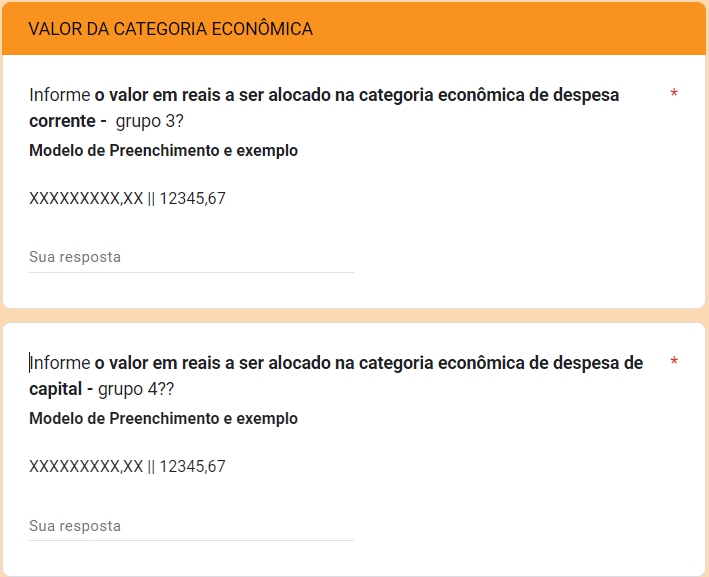 VALOR DA CATEGORIA ECONÔMICA
Informe o valor em reais a ser alocado na categoria econômica de despesa *
corrente - grupo 3?
Modelo de Preenchimento e exemplo
XXXXXXXXX,XX || 12345,67
Sua resposta
Informe o valor em reais a ser alocado na categoria econômica de despesa de *
capital - grupo 4??
Modelo de Preenchimento e exemplo
XXXXXXXXX,XX || 12345,67
Sua resposta